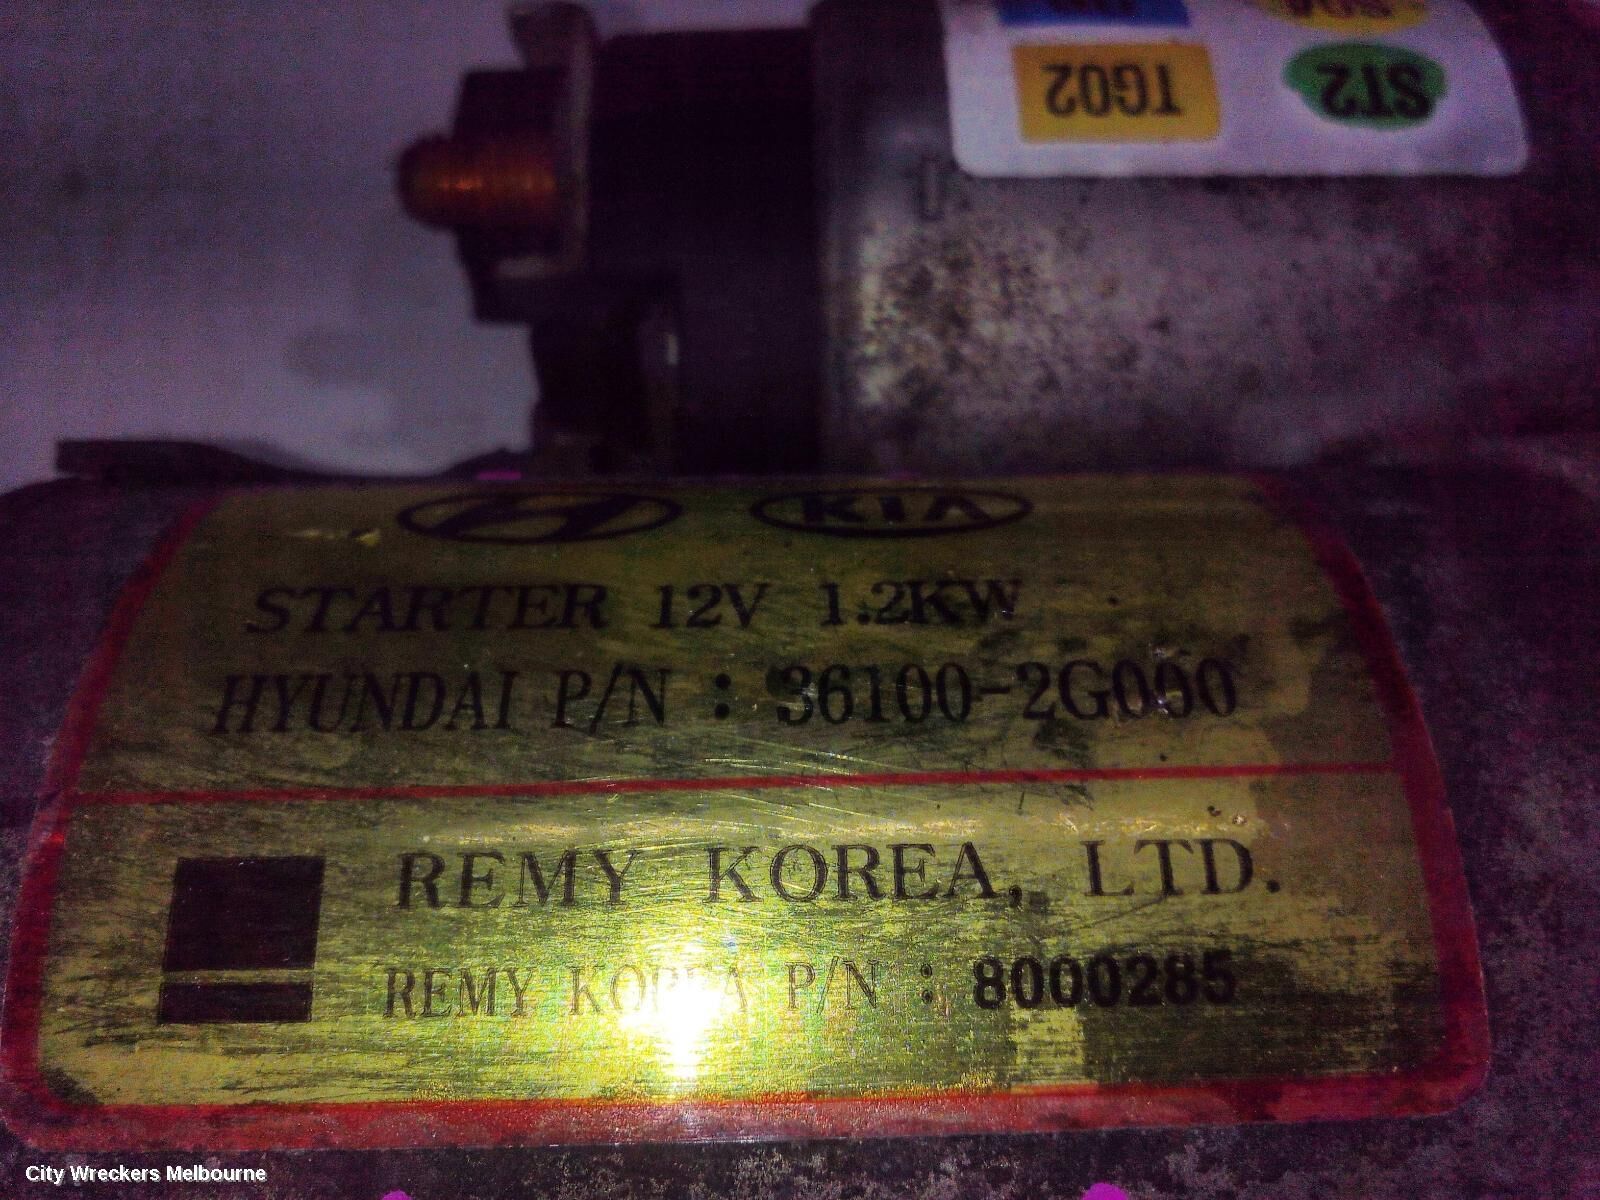 TG02
ST2
KIA
STARTER 12V 1.2KW
HYUNDAI P/N : 36100-2G000
REMY KOREA, LTD.
REMY KOREA P/N : 8000285
City Wreckers Melbourne